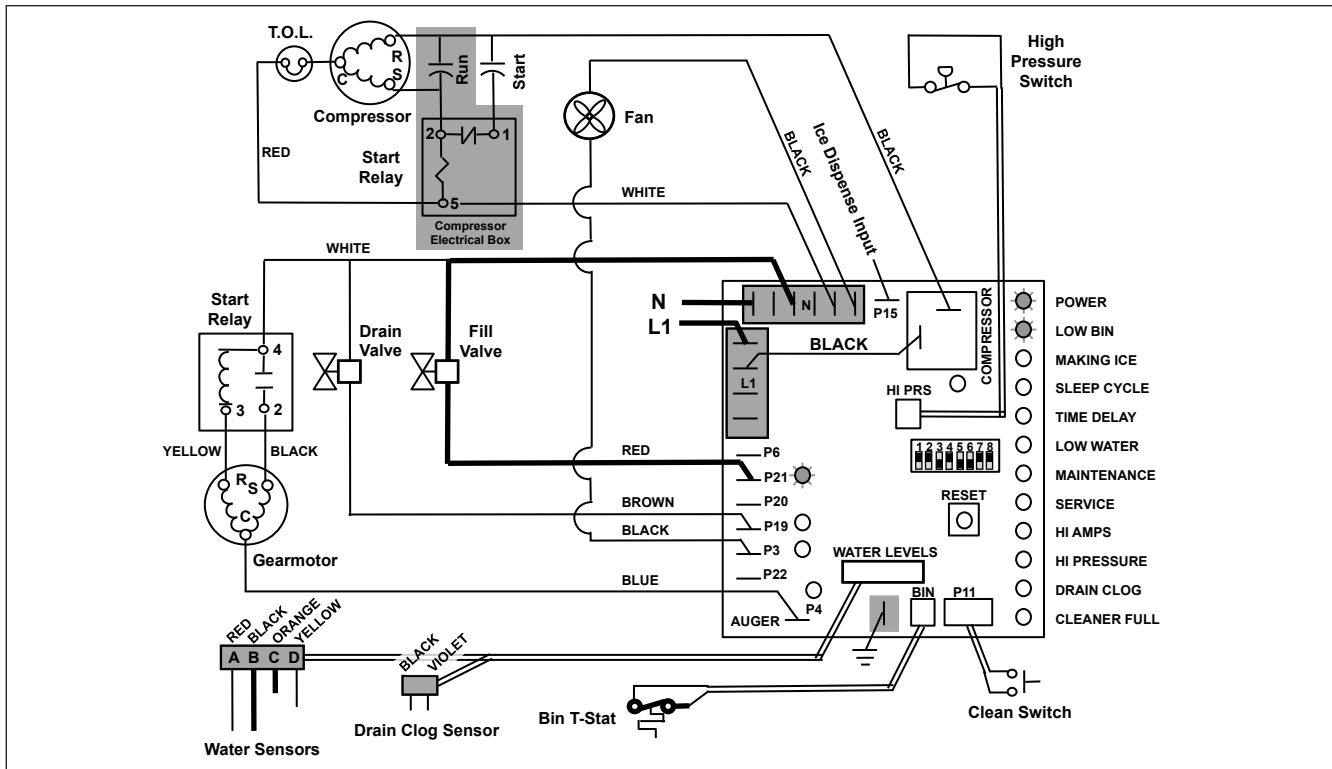 T.O.L.
R
S
C
Compressor
Run
Start
2
1
Start
Relay
5
Compressor
Electrical Box
RED
WHITE
Fan
BLACK
Ice Dispense Input
BLACK
High
Pressure
Switch
WHITE
Start
Relay
4
3
2
YELLOW
BLACK
R
S
C
Gearmotor
Drain
Valve
Fill
Valve
N
L1
N
P15
BLACK
L1
COMPRESSOR
HI PRS
1 2 3 4 5 6 7 8
RESET
RED
BROWN
BLACK
BLUE
P6
P21
P20
P19
P3
P22
P4
AUGER
WATER LEVELS
BIN
P11
POWER
LOW BIN
MAKING ICE
SLEEP CYCLE
TIME DELAY
LOW WATER
MAINTENANCE
SERVICE
HI AMPS
HI PRESSURE
DRAIN CLOG
CLEANER FULL
RED
BLACK
ORANGE
YELLOW
A B C D
Water Sensors
BLACK
VIOLET
Drain Clog Sensor
Bin T-Stat
Clean Switch